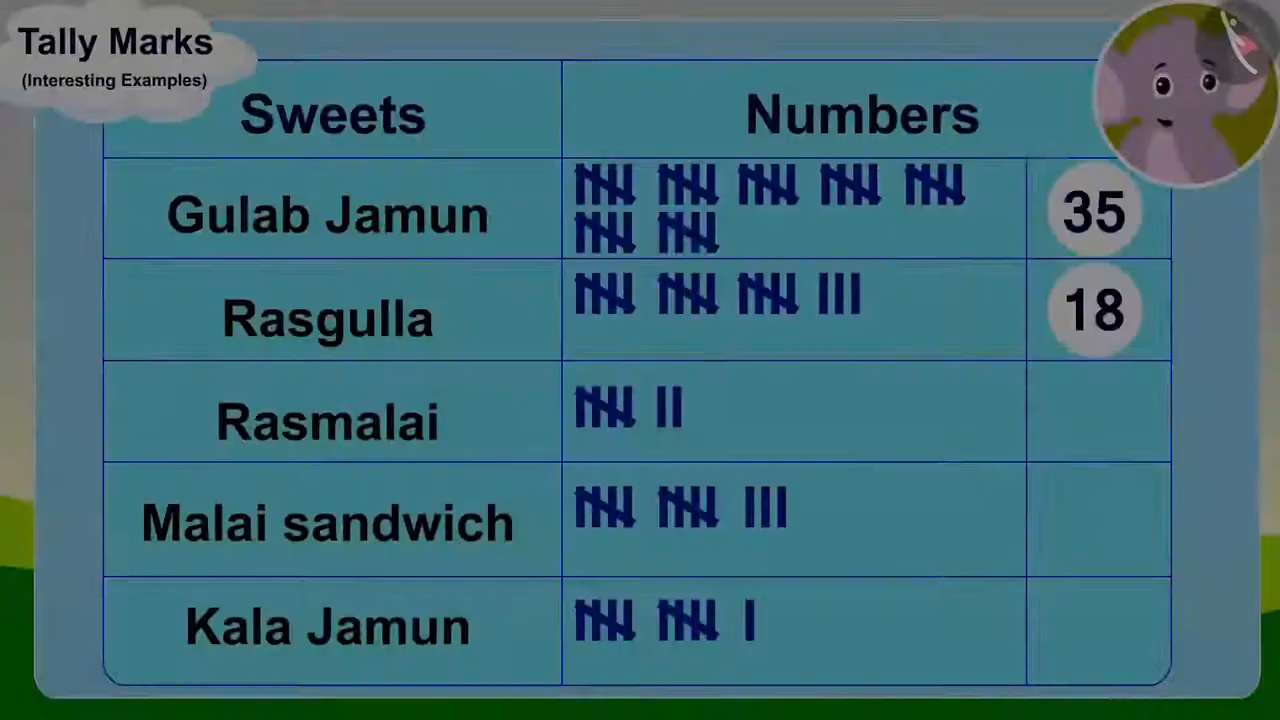 Tally Marks
(Interesting Examples)
Sweets Numbers
Gulab Jamun 35
Rasgulla 18
Rasmalai
Malai sandwich
Kala Jamun